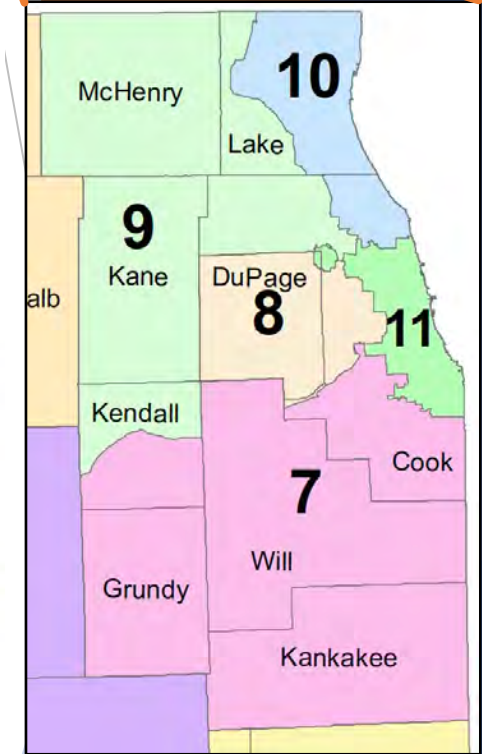 10
McHenry
Lake
9
Kane
DuPage
alb
8
11
Kendall
Cook
7
Will
Grundy
Kankakee